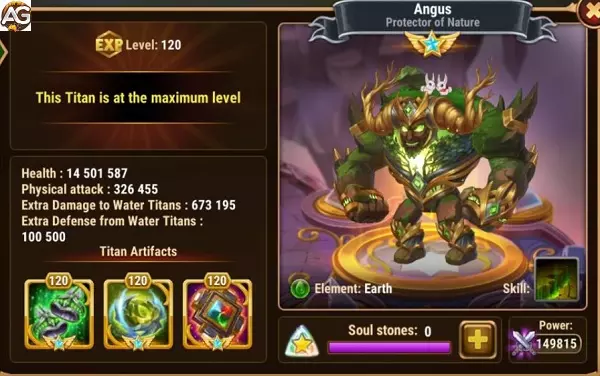 AG
Angus
Protector of Nature
EXP Level: 120
This Titan is at the maximum level
Health : 14 501 587
Physical attack : 326 455
Extra Damage to Water Titans : 673 195
Extra Defense from Water Titans :
100 500
Titan Artifacts
120 120 120
Element: Earth
Skill:
Soul stones: 0
Power:
149815